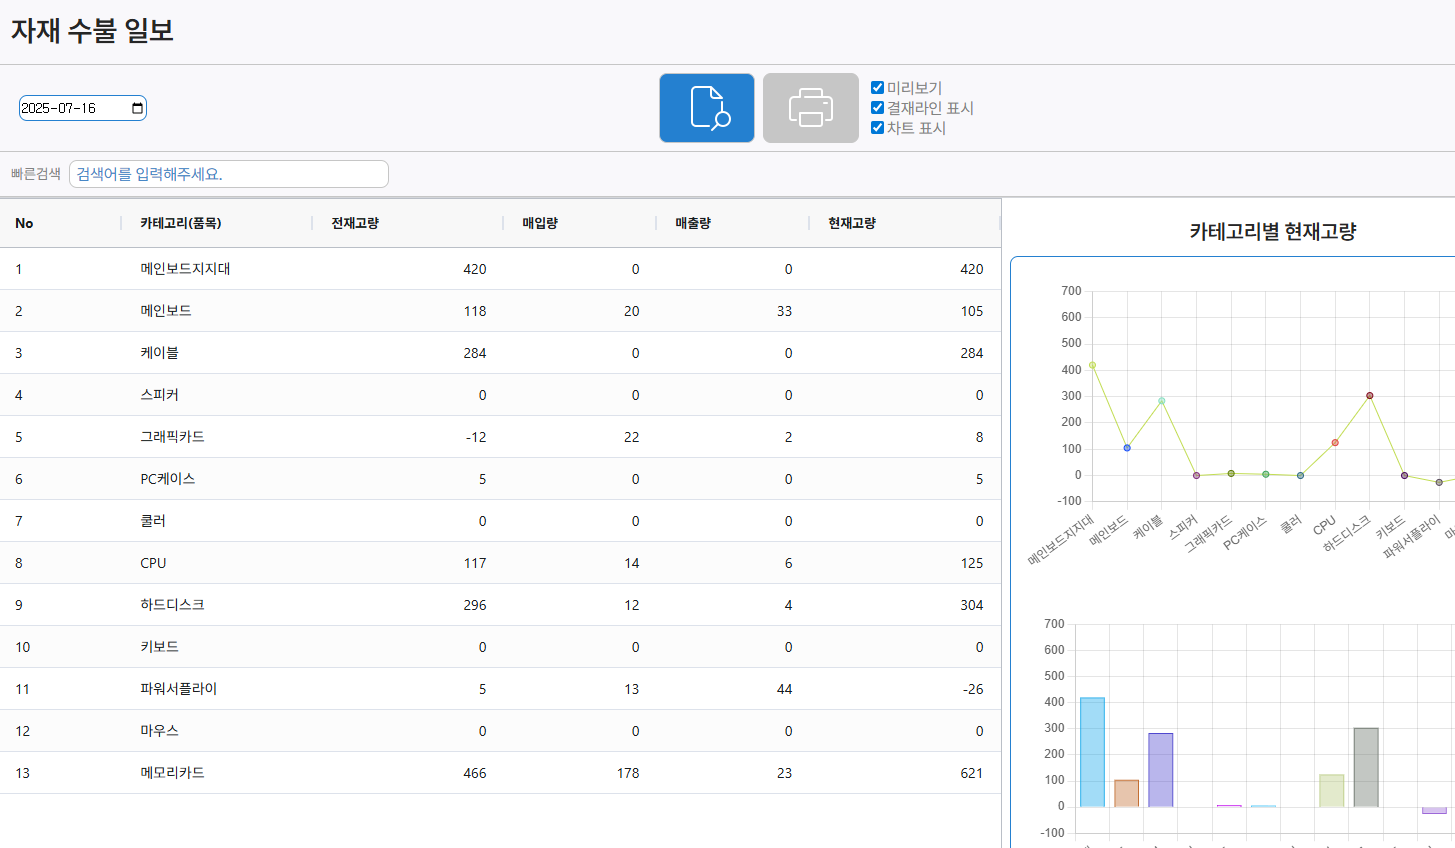 자재 수불 일보
2025-07-16
미리보기
결재라인 표시
차트 표시
빠른검색 검색어를 입력해주세요.
No 카테고리(품목) 전재고량 매입량 매출량 현재고량
1 메인보드지지대 420 0 0 420
2 메인보드 118 20 33 105
3 케이블 284 0 0 284
4 스피커 0 0 0 0
5 그래픽카드 -12 22 2 8
6 PC케이스 5 0 0 5
7 쿨러 0 0 0 0
8 CPU 117 14 6 125
9 하드디스크 296 12 4 304
10 키보드 0 0 0 0
11 파워서플라이 5 13 44 -26
12 마우스 0 0 0 0
13 메모리카드 466 178 23 621
카테고리별 현재고량
700
600
500
400
300
200
100
0
-100
메인보드지지대 메인보드 케이블 스피커 그래픽카드 PC케이스 쿨러 CPU 하드디스크 키보드 파워서플라이
700
600
500
400
300
200
100
0
-100